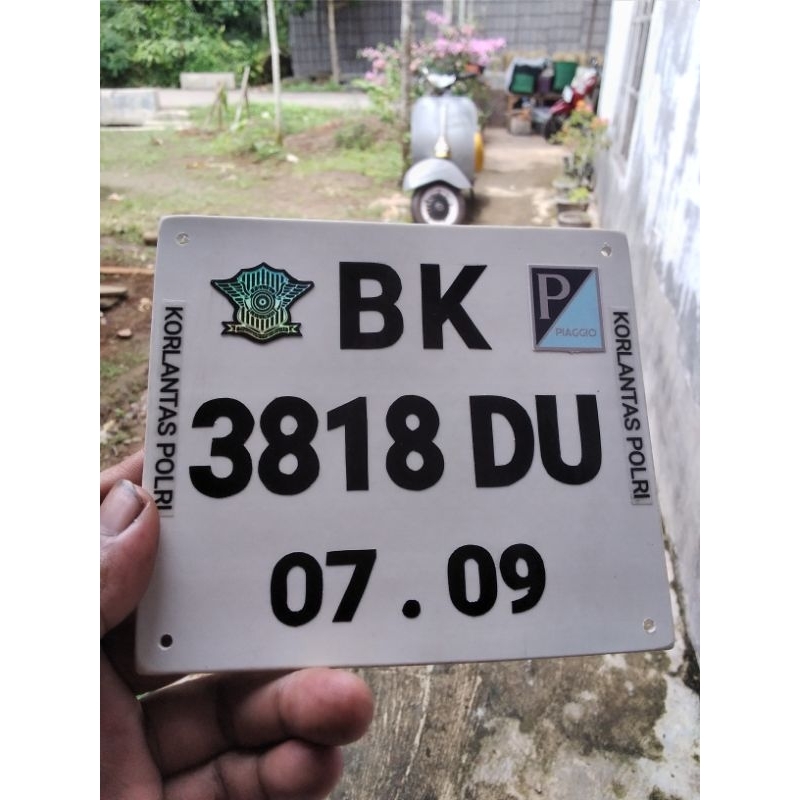 BK
P
PIAGGIO
KORLANTAS POLRI
3818 DU
KORLANTAS POLRI
07.09